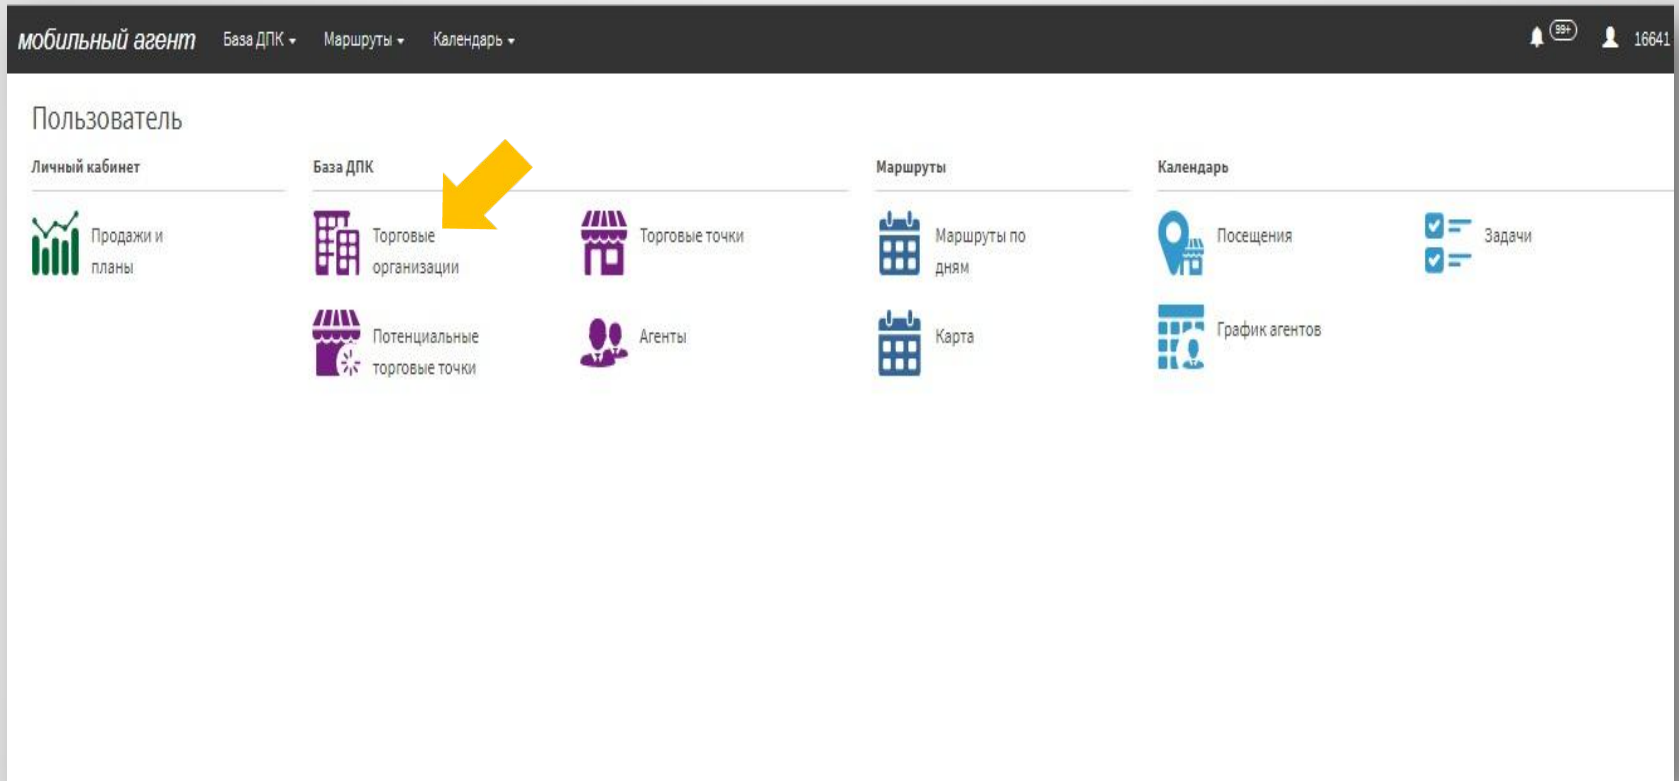 мобильный агент База ДПК Маршруты Календарь 99+ 16641
Пользователь
Личный кабинет База ДПК Маршруты Календарь
Продажи и
планы
Торговые
организации
Торговые точки
Маршруты по
дням
Посещения
Задачи
Потенциальные
торговые точки
Агенты
Карта
График агентов